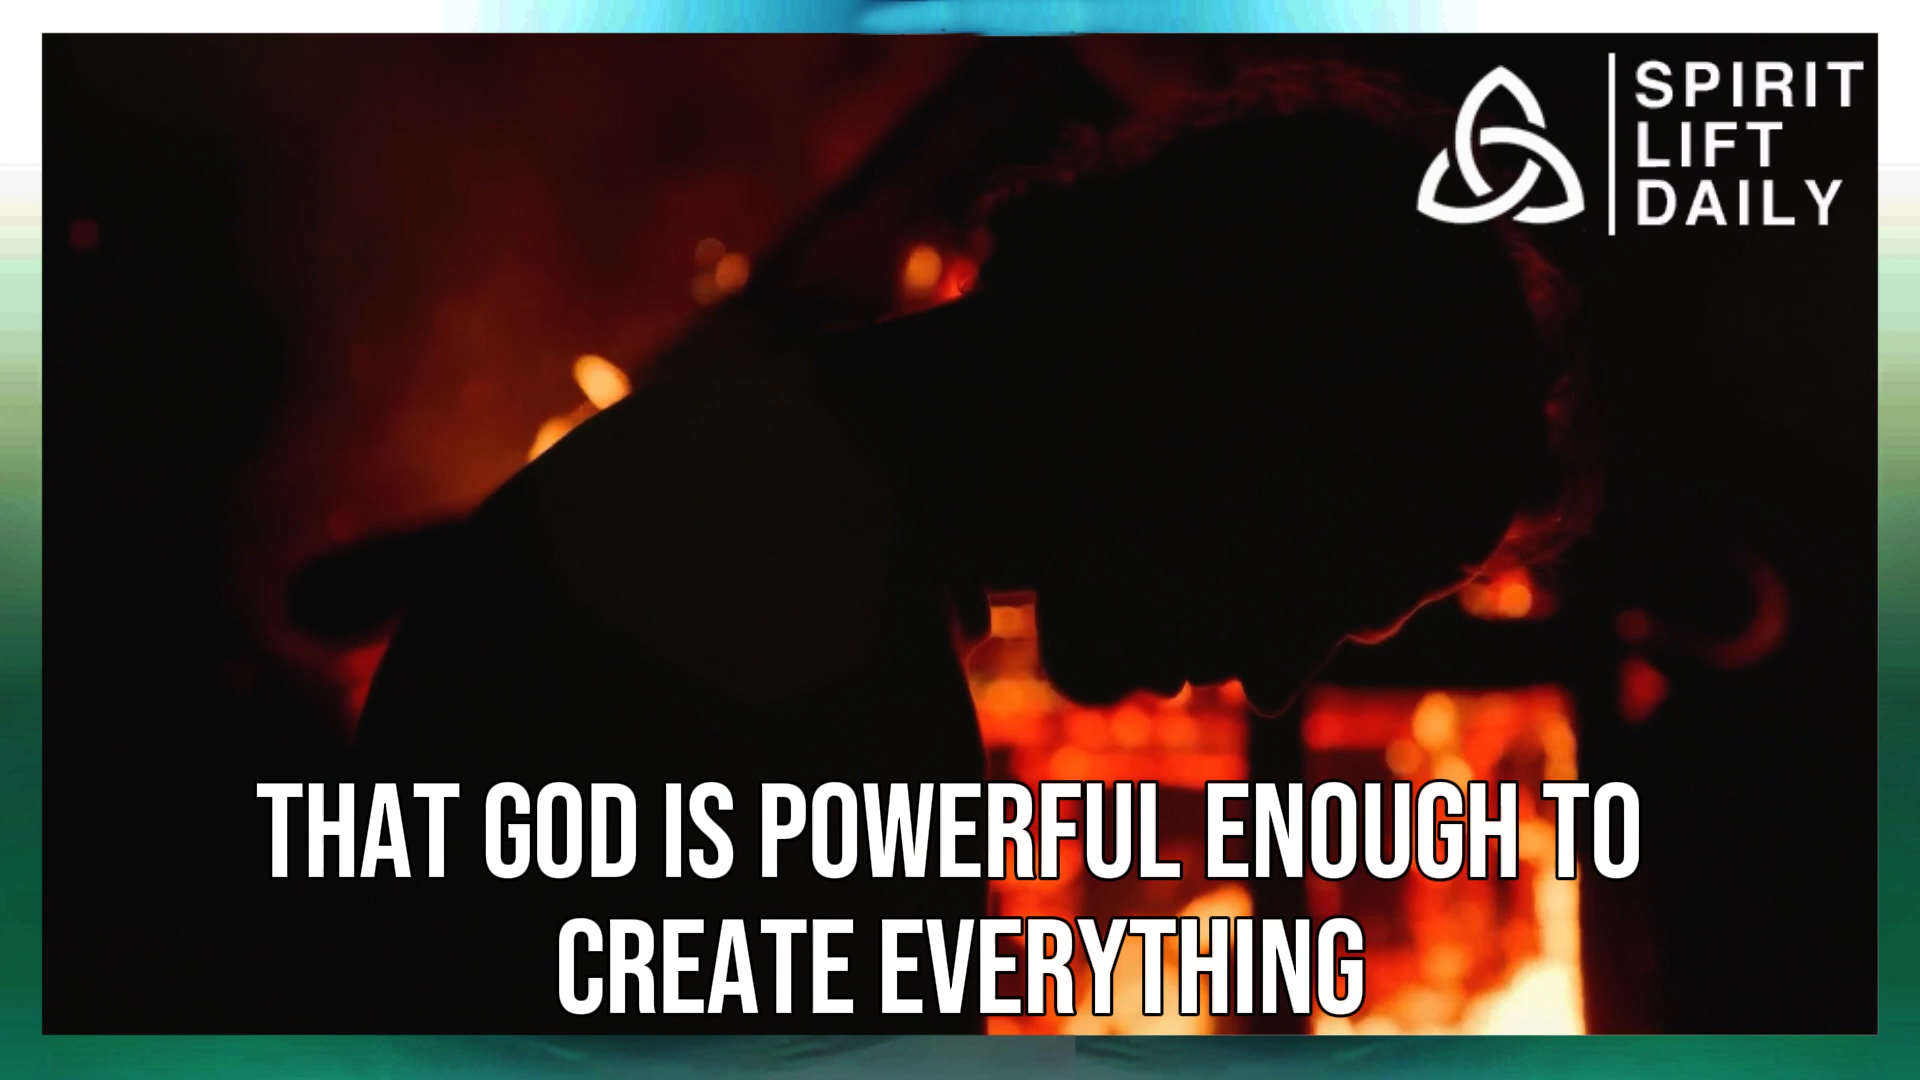 SPIRIT
LIFT
DAILY
THAT GOD IS POWERFUL ENOUGH TO
CREATE EVERYTHING